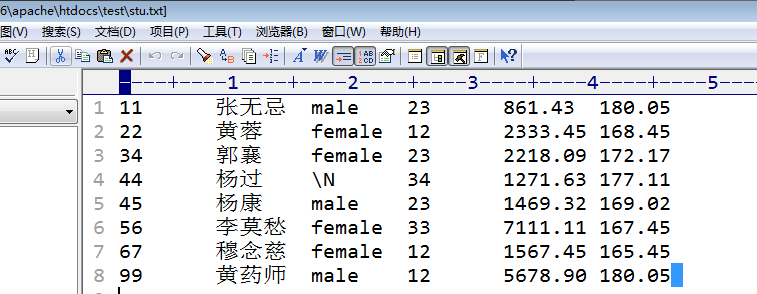 6\apache\htdocs\test\stu.txt]
图(V) 搜索(S) 文档(D) 项目(P) 工具(T) 浏览器(B) 窗口(W) 帮助(H)
----+----1----+----2----+----3----+----4----+----5
1 11 张无忌 male 23 861.43 180.05
2 22 黄蓉 female 12 2333.45 168.45
3 34 郭襄 female 23 2218.09 172.17
4 44 杨过 \N 34 1271.63 177.11
5 45 杨康 male 23 1469.32 169.02
6 56 李莫愁 female 33 7111.11 167.45
7 67 穆念慈 female 12 1567.45 165.45
8 99 黄药师 male 12 5678.90 180.05